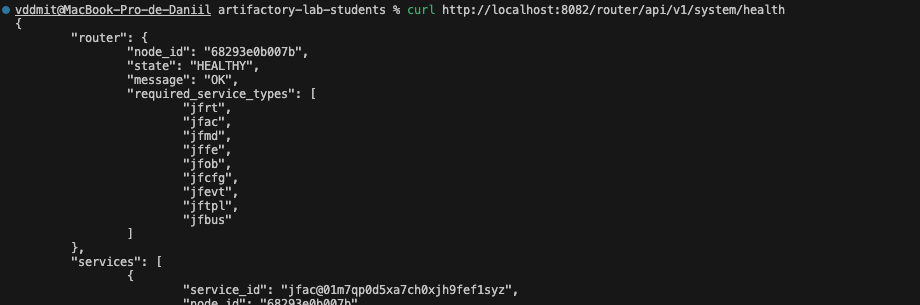 vddmit@MacBook-Pro-de-Daniil artifactory-lab-students % curl http://localhost:8082/router/api/v1/system/health
{
"router": {
"node_id": "68293e0b007b",
"state": "HEALTHY",
"message": "OK",
"required_service_types": [
"jfrt",
"jfac",
"jfmd",
"jffe",
"jfob",
"jfcfg",
"jfevt",
"jftpl",
"jfbus"
]
},
"services": [
{
"service_id": "jfac@01m7qp0d5xa7ch0xjh9fef1syz",
"node_id": "68293e0b007b"